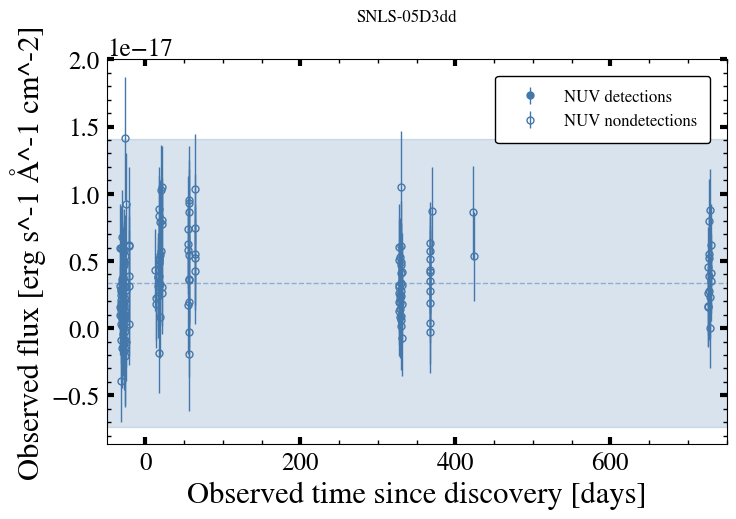 SNLS-05D3dd
1e−17
2.0
1.5
1.0
0.5
0.0
−0.5
Observed flux [erg s^-1 Å^-1 cm^-2]
NUV detections
NUV nondetections
0 200 400 600
Observed time since discovery [days]